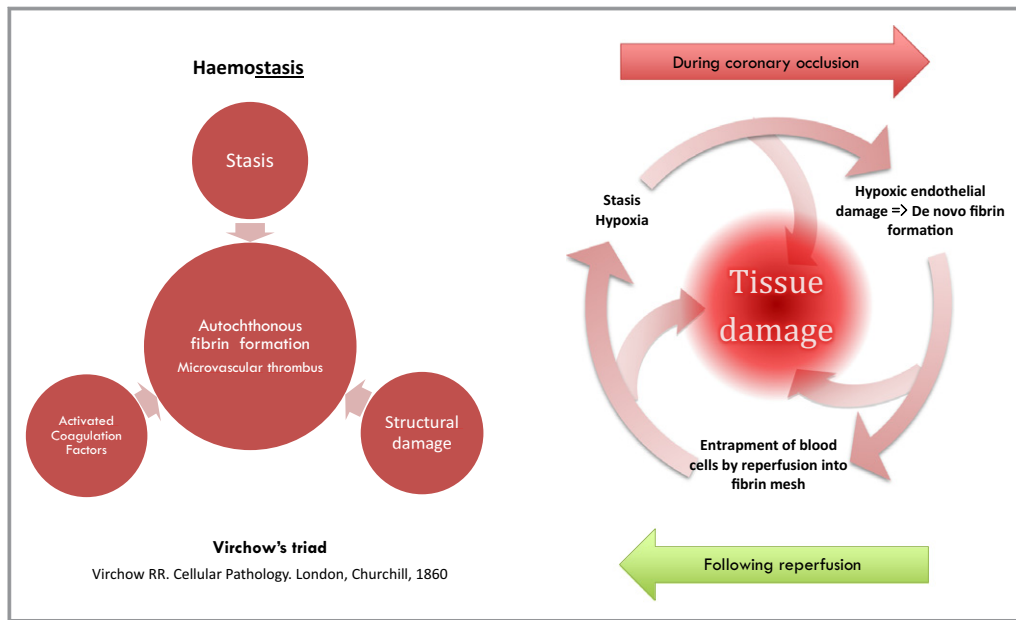 Haemostasis
Stasis
Autochthonous
fibrin formation
Microvascular thrombus
Activated
Coagulation
Factors
Structural
damage
Virchow's triad
Virchow RR. Cellular Pathology. London, Churchill, 1860
During coronary occlusion
Stasis
Hypoxia
Hypoxic endothelial
damage => De novo fibrin
formation
Tissue
damage
Entrapment of blood
cells by reperfusion into
fibrin mesh
Following reperfusion